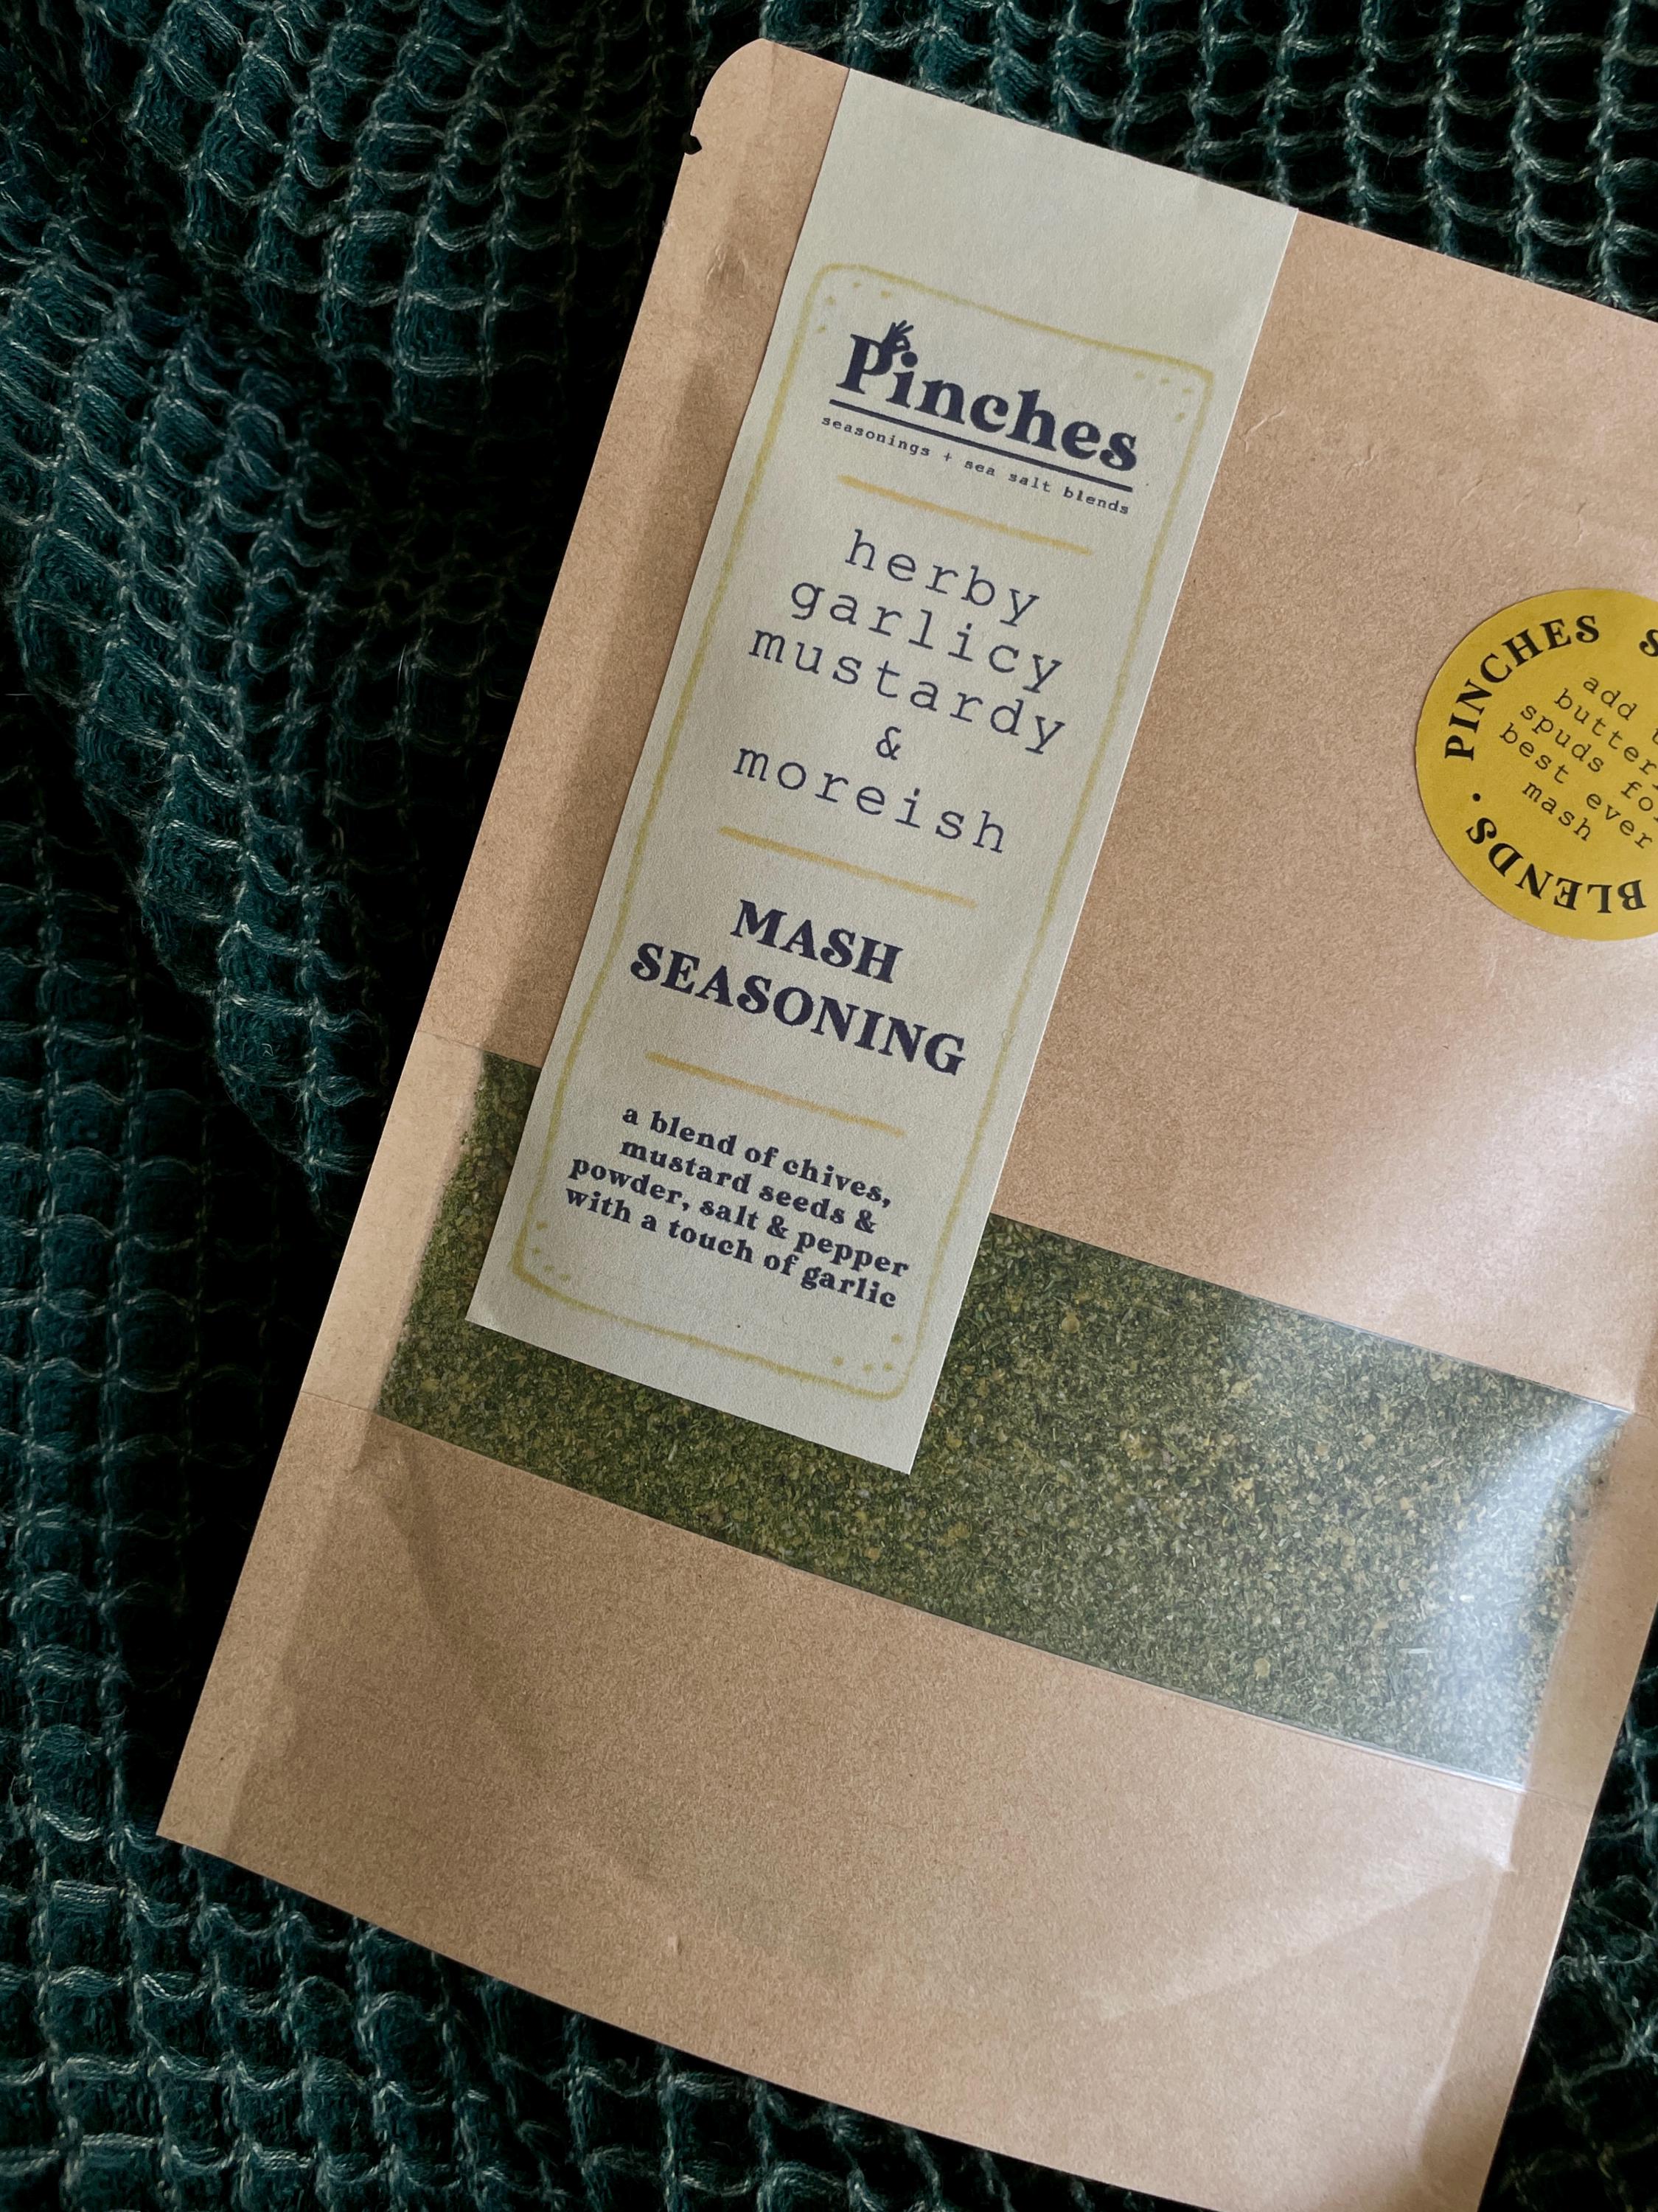 Pinches
seasonings + sea salt blends
herby
garlicy
mustardy
&
moreish
MASH
SEASONING
a blend of chives,
mustard seeds &
powder, salt & pepper
with a touch of garlic
PINCHES
add
butter
spuds
best ever
mash
BLENDS ·